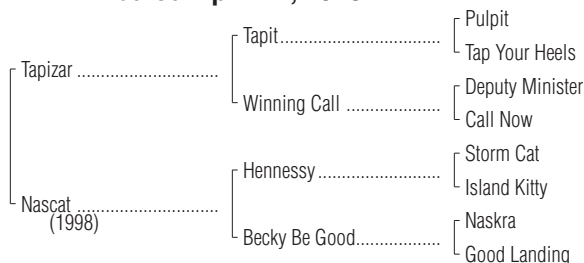 Pulpit
Tapit
Tap Your Heels
Tapizar
Deputy Minister
Winning Call
Call Now
Storm Cat
Hennessy
Island Kitty
Nascat
(1998)
Naskra
Becky Be Good
Good Landing